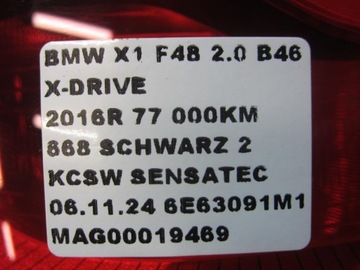 BMW X1 F48 2.0 B46
X-DRIVE
2016R 77 000KM
668 SCHWARZ 2
KCSW SENSATEC
06.11.24 6E63091M1
MAG00019469